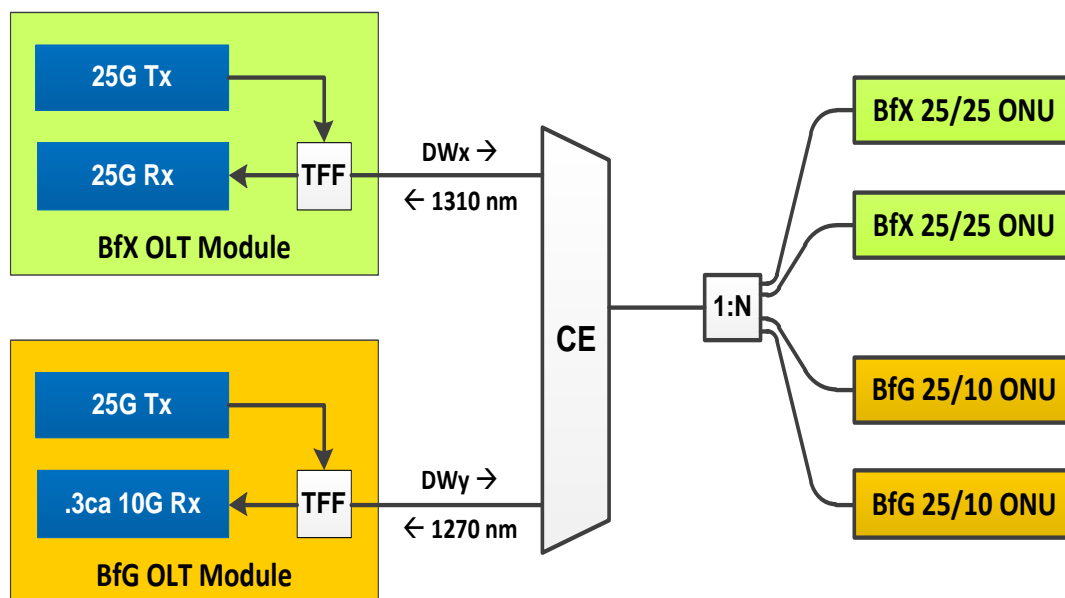 25G Tx
25G Rx
TFF
BfX OLT Module
DWx →
← 1310 nm
25G Tx
.3ca 10G Rx
TFF
BfG OLT Module
DWy →
← 1270 nm
CE
1:N
BfX 25/25 ONU
BfX 25/25 ONU
BfG 25/10 ONU
BfG 25/10 ONU